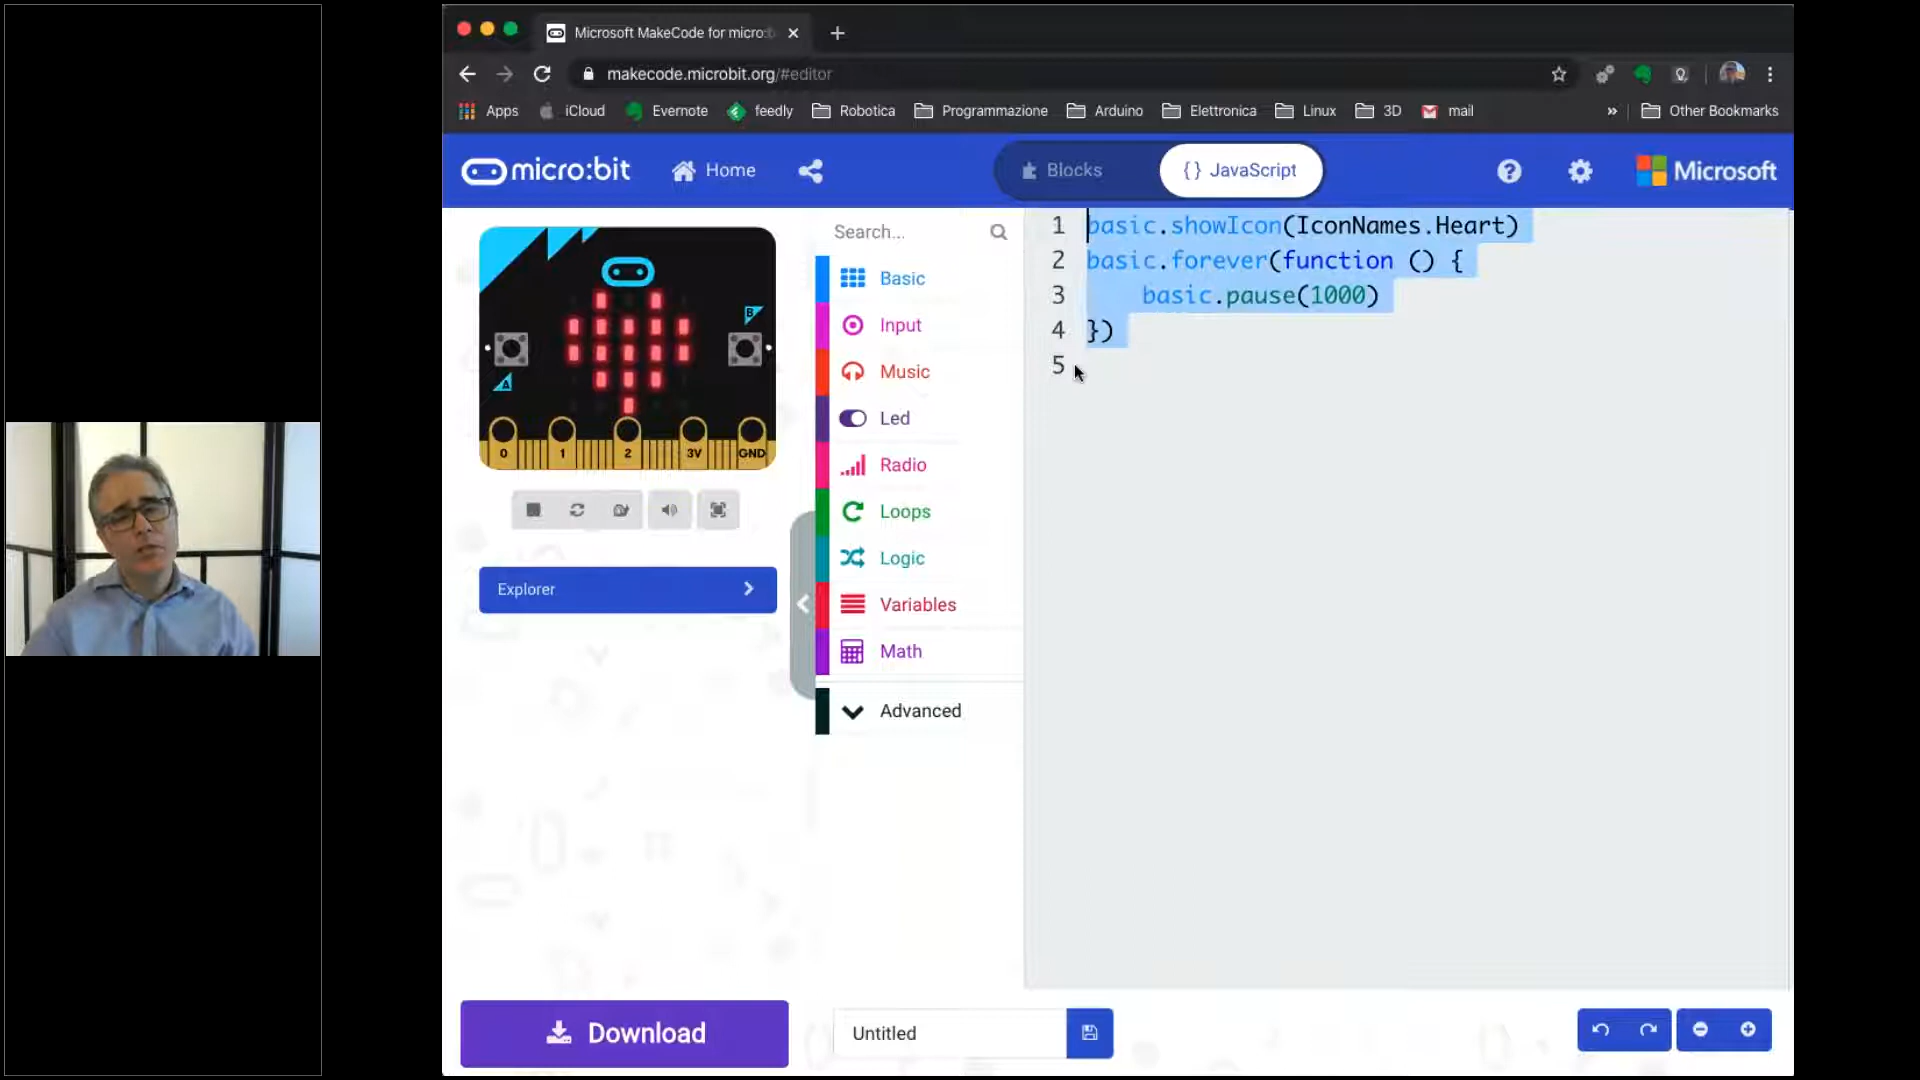 Microsoft MakeCode for micro:b
makecode.microbit.org/#editor
Apps iCloud Evernote feedly Robotica Programmazione Arduino Elettronica Linux 3D mail » Other Bookmarks
micro:bit Home Blocks {} JavaScript Microsoft
1 basic.showIcon(IconNames.Heart)
2 basic.forever(function () {
3 basic.pause(1000)
4 })
5
B
A
0 1 2 3V GND
Explorer
Search...
Basic
Input
Music
Led
Radio
Loops
Logic
Variables
Math
Advanced
Download
Untitled